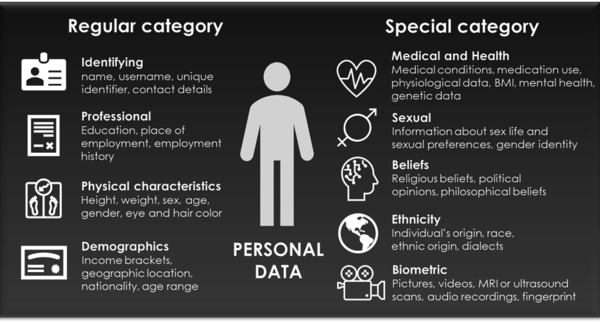 Regular category
Identifying
name, username, unique
identifier, contact details
Professional
Education, place of
employment, employment
history
Physical characteristics
Height, weight, sex, age,
gender, eye and hair color
Demographics
Income brackets,
geographic location,
nationality, age range
PERSONAL
DATA
Special category
Medical and Health
Medical conditions, medication use,
physiological data, BMI, mental health,
genetic data
Sexual
Information about sex life and
sexual preferences, gender identity
Beliefs
Religious beliefs, political
opinions, philosophical beliefs
Ethnicity
Individual's origin, race,
ethnic origin, dialects
Biometric
Pictures, videos, MRI or ultrasound
scans, audio recordings, fingerprint